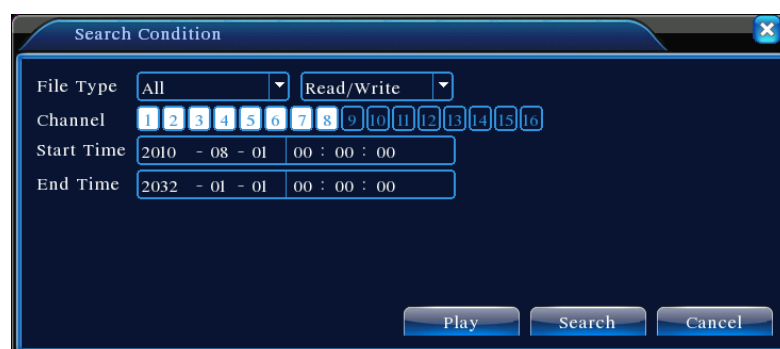 Search Condition
File Type All Read/Write
Channel 1 2 3 4 5 6 7 8 9 10 11 12 13 14 15 16
Start Time 2010 - 08 - 01 00 : 00 : 00
End Time 2032 - 01 - 01 00 : 00 : 00
Play Search Cancel